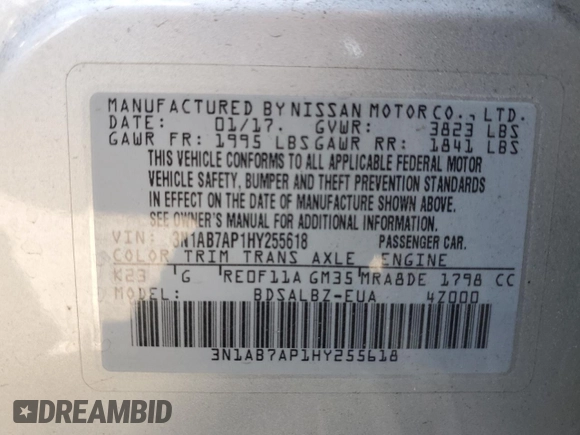 MANUFACTURED BY NISSAN MOTOR CO., LTD.
DATE: 01/17. GVWR: 3823 LBS
GAWR FR: 1995 LBS GAWR RR: 1841 LBS
THIS VEHICLE CONFORMS TO ALL APPLICABLE FEDERAL MOTOR
VEHICLE SAFETY, BUMPER AND THEFT PREVENTION STANDARDS
IN EFFECT ON THE DATE OF MANUFACTURE SHOWN ABOVE.
SEE OWNER'S MANUAL FOR ADDITIONAL INFORMATION.
VIN: 3N1AB7AP1HY255618 PASSENGER CAR.
COLOR TRIM TRANS AXLE ENGINE
K23 G RE0F11A GM35 MRA8DE 1798 CC
MODEL: BDSALBZ-EUA 4Z000
3N1AB7AP1HY255618
DREAMBID